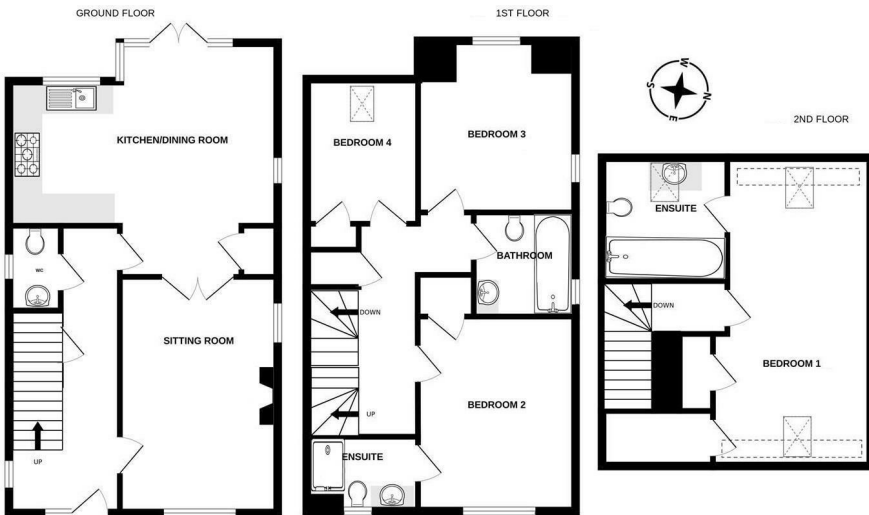 GROUND FLOOR
KITCHEN/DINING ROOM
WC
SITTING ROOM
UP
1ST FLOOR
BEDROOM 4
BEDROOM 3
BATHROOM
DOWN
UP
BEDROOM 2
ENSUITE
W
N
S
E
2ND FLOOR
ENSUITE
DOWN
BEDROOM 1